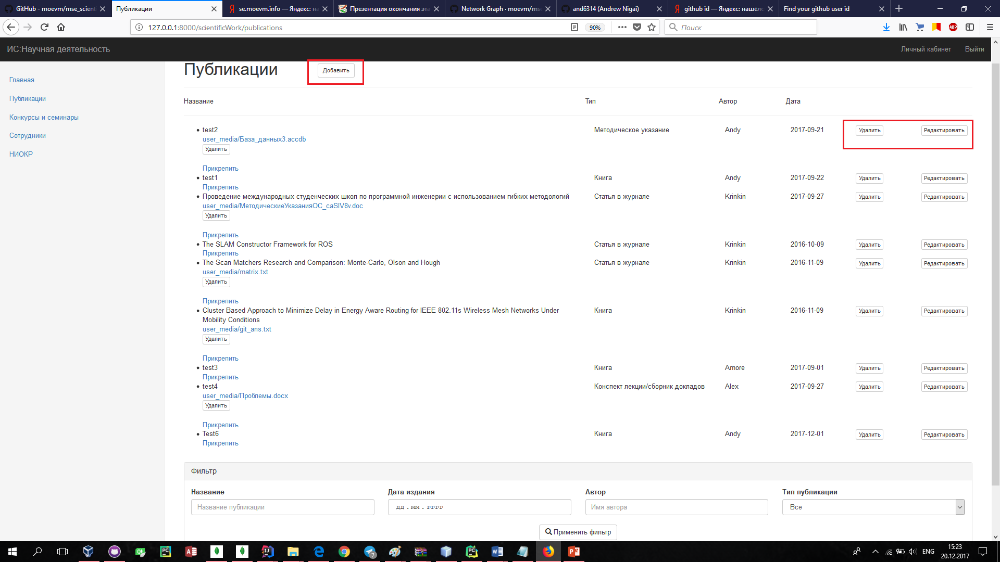 GitHub - moevm/mse_scient
Публикации
se.moevm.info — Яндекс: на
Презентация окончания эта
Network Graph · moevm/mse
and6314 (Andrew Nigai)
github id — Яндекс: нашёлс
Find your github user id
127.0.0.1:8000/scientificWork/publications
90%
Поиск
ABP
ИС:Научная деятельность
Личный кабинет
Выйти
Главная
Публикации
Конкурсы и семинары
Сотрудники
НИОКР
Публикации
Добавить
Название Тип Автор Дата
test2 Методическое указание Andy 2017-09-21 Удалить Редактировать
user_media/База_данных3.accdb
Удалить
Прикрепить
test1 Книга Andy 2017-09-22 Удалить Редактировать
Прикрепить
Проведение международных студенческих школ по программной инженерии с использованием гибких методологий Статья в журнале Krinkin 2017-09-27 Удалить Редактировать
user_media/МетодическиеУказанияОС_caSlV8v.doc
Удалить
Прикрепить
The SLAM Constructor Framework for ROS Статья в журнале Krinkin 2016-10-09 Удалить Редактировать
Прикрепить
The Scan Matchers Research and Comparison: Monte-Carlo, Olson and Hough Статья в журнале Krinkin 2016-11-09 Удалить Редактировать
user_media/matrix.txt
Удалить
Прикрепить
Cluster Based Approach to Minimize Delay in Energy Aware Routing for IEEE 802.11s Wireless Mesh Networks Under Книга Krinkin 2016-11-09 Удалить Редактировать
Mobility Conditions
user_media/git_ans.txt
Удалить
Прикрепить
test3 Книга Amore 2017-09-01 Удалить Редактировать
Прикрепить
test4 Конспект лекции/сборник докладов Alex 2017-09-27 Удалить Редактировать
user_media/Проблемы.docx
Удалить
Прикрепить
Test6 Книга Andy 2017-12-01 Удалить Редактировать
Прикрепить
Фильтр
Название Дата издания Автор Тип публикации
Название публикации дд.мм.гггг Имя автора Все
Применить фильтр
ENG
15:23
20.12.2017